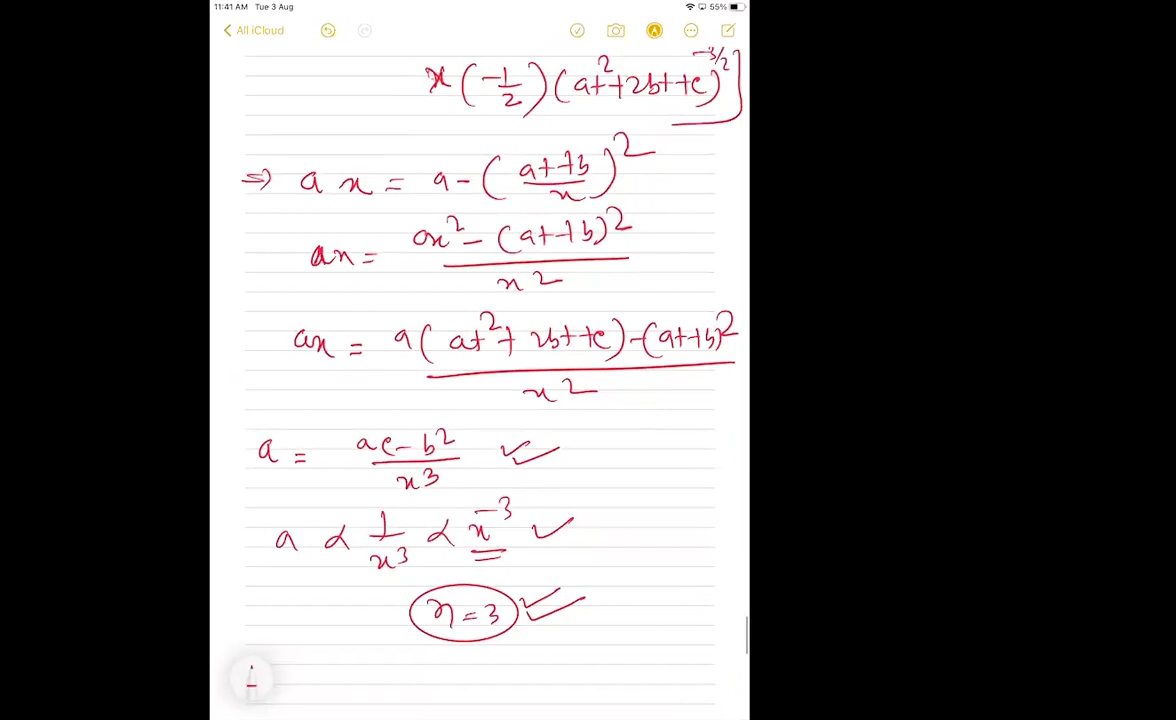 11:41 AM Tue 3 Aug 55%
All iCloud
x (-1/2) (at²+2bt+c)^-3/2]
⇒ a x = a - ((at+b)/x)²
ax = (ax² - (at+b)²)/x²
ax = (a(at²+2bt+c) - (at+b)²)/x²
a = (ac-b²)/x³ ✓
a ∝ 1/x³ ∝ x^-3 ✓
n = 3 ✓